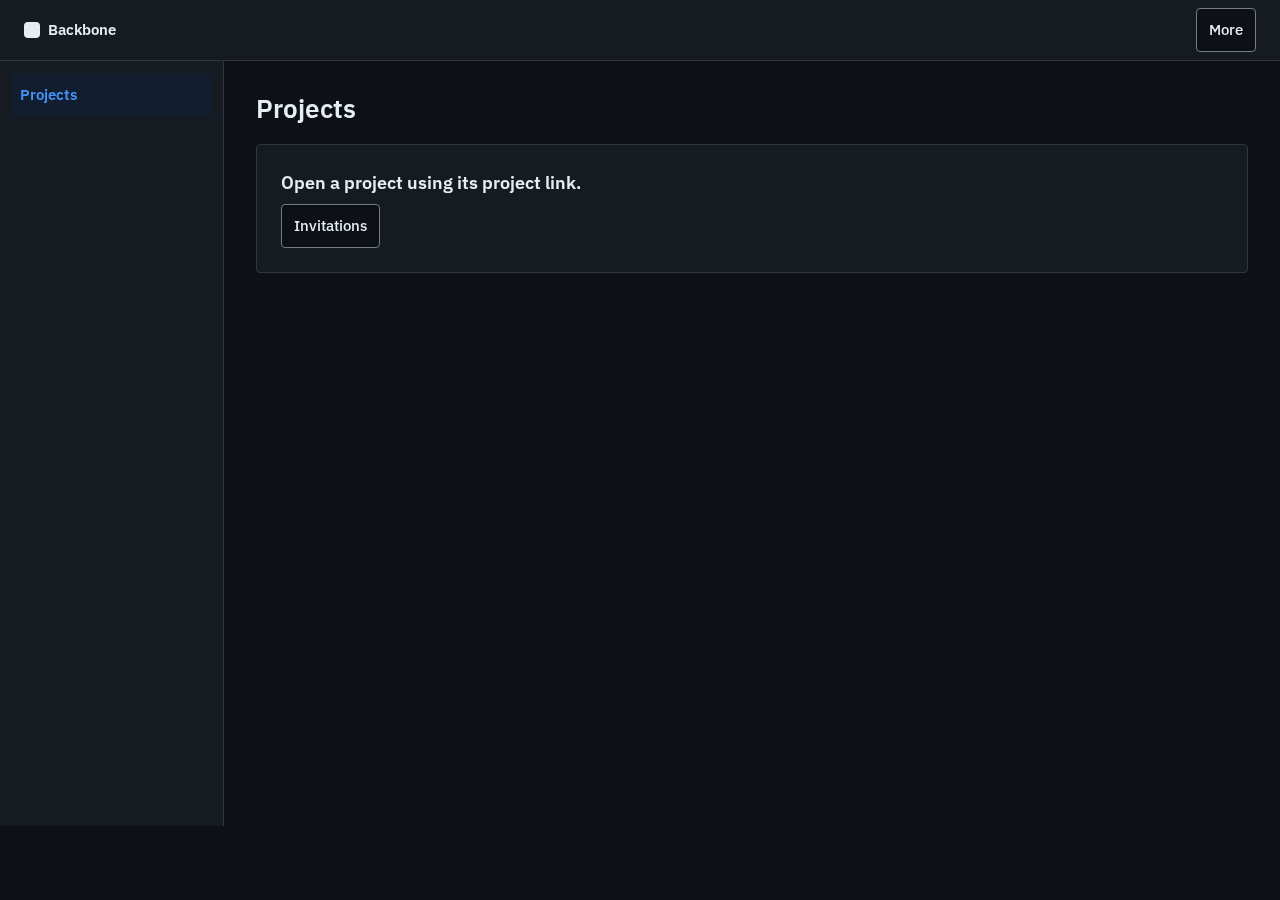 Backbone
More
Projects
Projects
Open a project using its project link.
Invitations